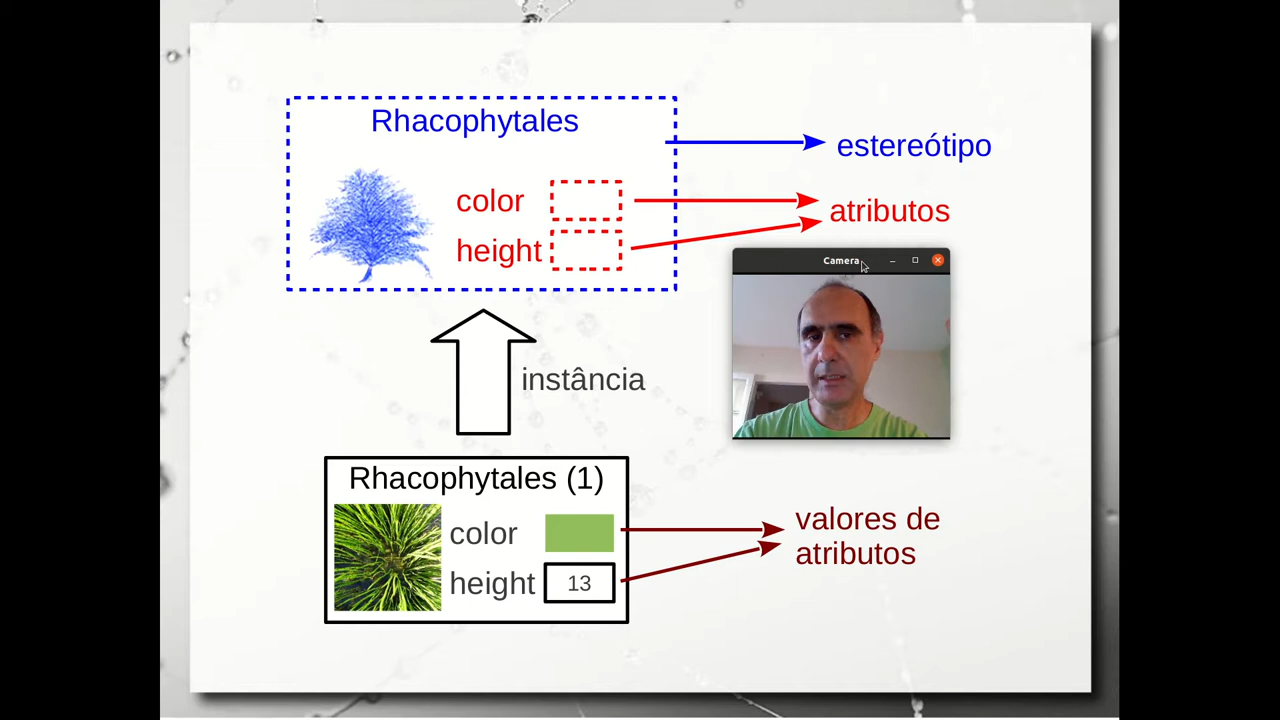 Rhacophytales
estereótipo
color
atributos
height
Camera
instância
Rhacophytales (1)
color
valores de
atributos
height
13